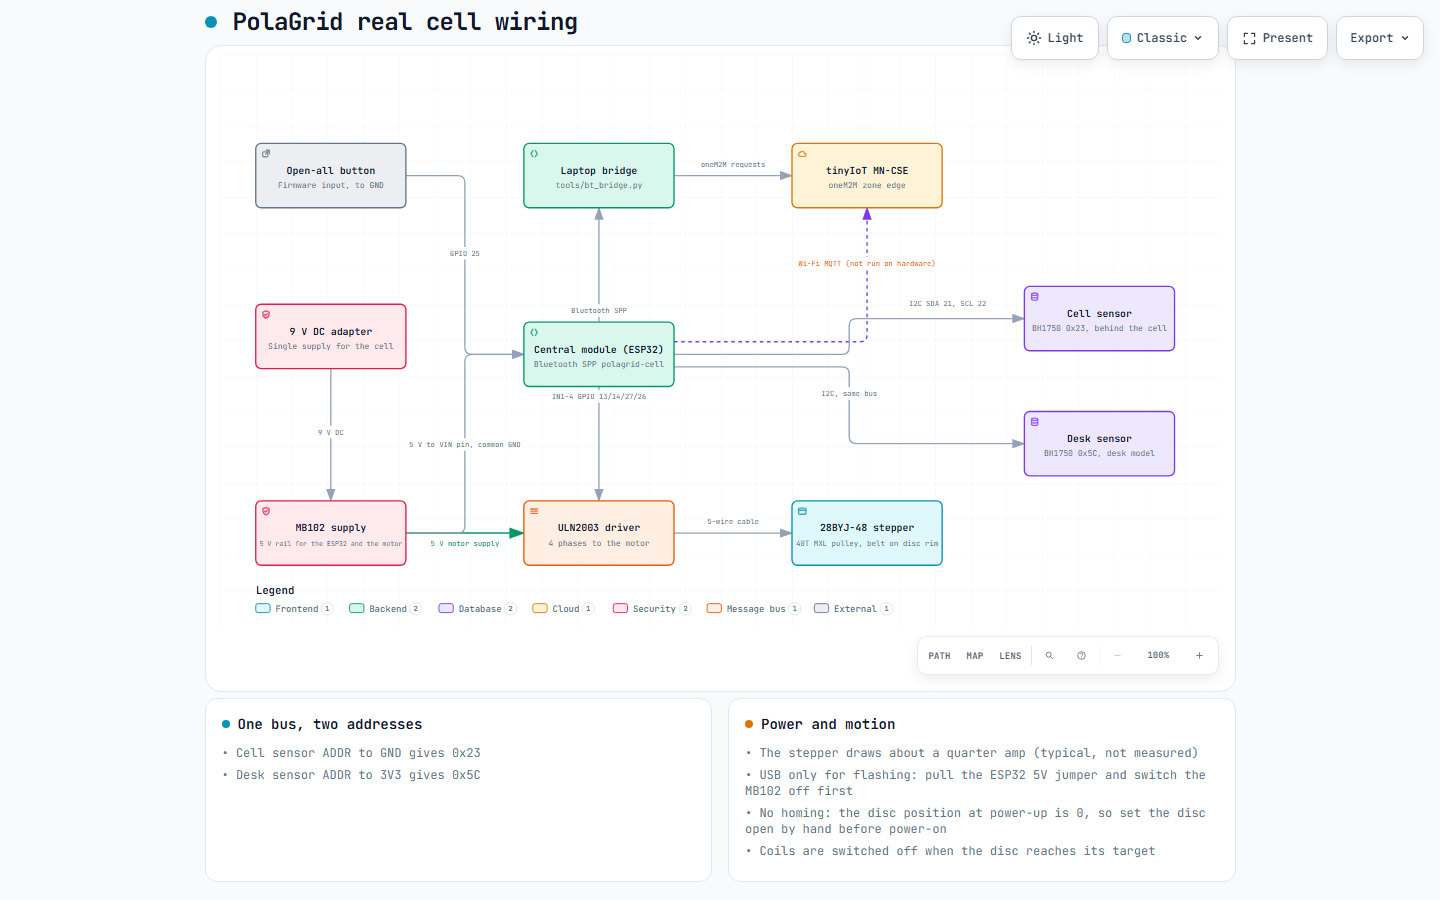 PolaGrid real cell wiring
Light
Classic
Present
Export
Open-all button
Firmware input, to GND
Laptop bridge
tools/bt_bridge.py
oneM2M requests
tinyIoT MN-CSE
oneM2M zone edge
GPIO 25
Wi-Fi MQTT (not run on hardware)
Bluetooth SPP
I2C SDA 21, SCL 22
Cell sensor
BH1750 0x23, behind the cell
9 V DC adapter
Single supply for the cell
Central module (ESP32)
Bluetooth SPP polagrid-cell
IN1-4 GPIO 13/14/27/26
I2C, same bus
9 V DC
5 V to VIN pin, common GND
Desk sensor
BH1750 0x5C, desk model
MB102 supply
5 V rail for the ESP32 and the motor
5 V motor supply
ULN2003 driver
4 phases to the motor
5-wire cable
28BYJ-48 stepper
40T MXL pulley, belt on disc rim
Legend
Frontend 1
Backend 2
Database 2
Cloud 1
Security 2
Message bus 1
External 1
PATH MAP LENS
− 100% +
One bus, two addresses
• Cell sensor ADDR to GND gives 0x23
• Desk sensor ADDR to 3V3 gives 0x5C
Power and motion
• The stepper draws about a quarter amp (typical, not measured)
• USB only for flashing: pull the ESP32 5V jumper and switch the
MB102 off first
• No homing: the disc position at power-up is 0, so set the disc
open by hand before power-on
• Coils are switched off when the disc reaches its target